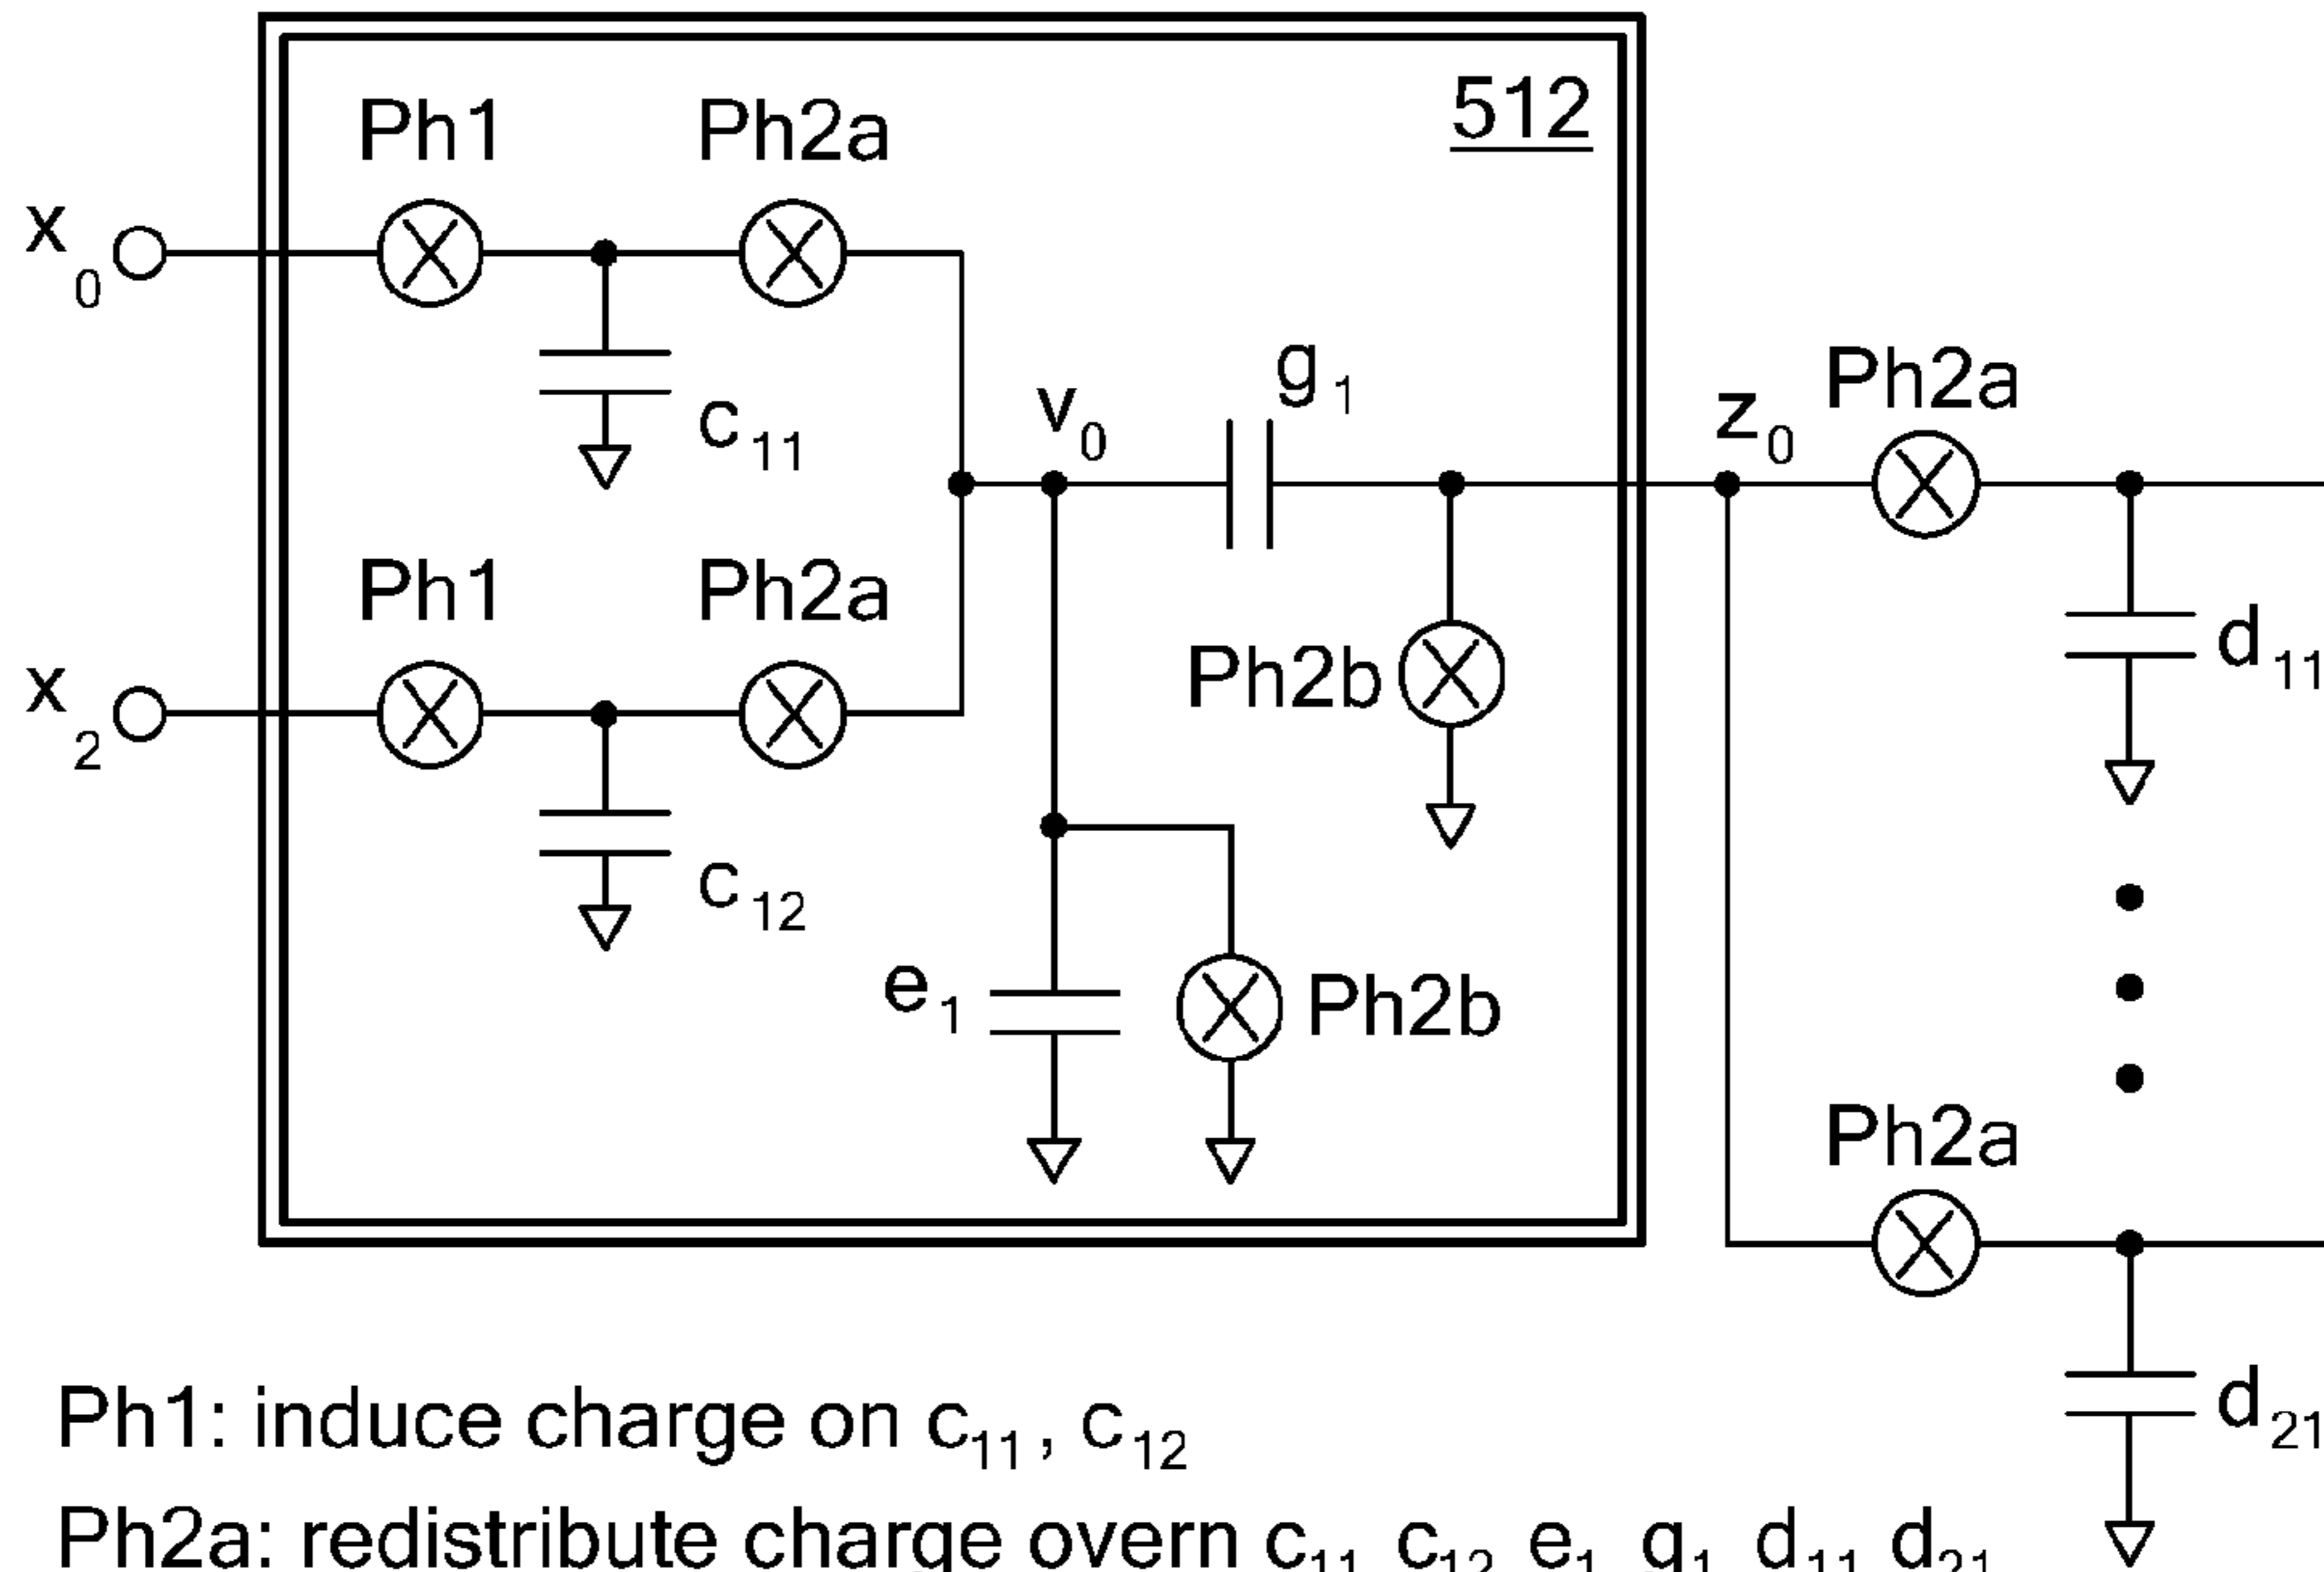 512
Ph1 Ph2a
x0
c11
g1
v0
z0 Ph2a
Ph1 Ph2a
d11
Ph2b
x2
c12
e1 Ph2b
Ph2a
Ph1: induce charge on c11, c12
d21
Ph2a: redistribute charge overn c11 c12 e1 g1 d11 d21